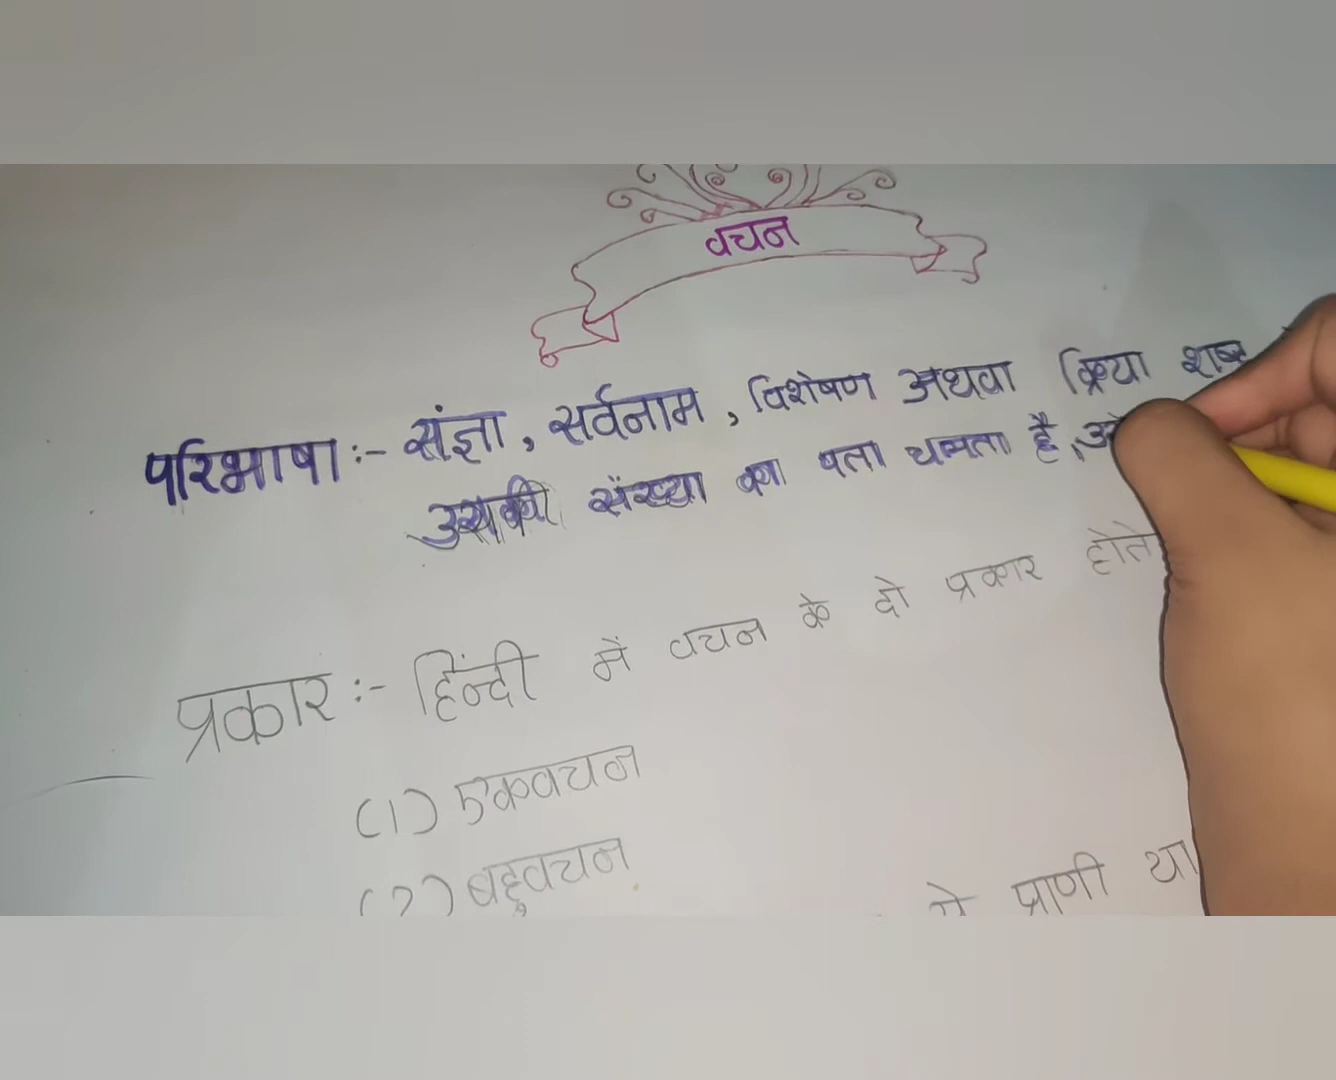 वचन
परिभाषा :- संज्ञा, सर्वनाम, विशेषण अथवा क्रिया शब्द
उसकी संख्या का पता चलता है,
प्रकार :- हिंन्दी में वचन के दो प्रकार होते
(1) एकवचन
(2) बहुवचन
प्राणी या